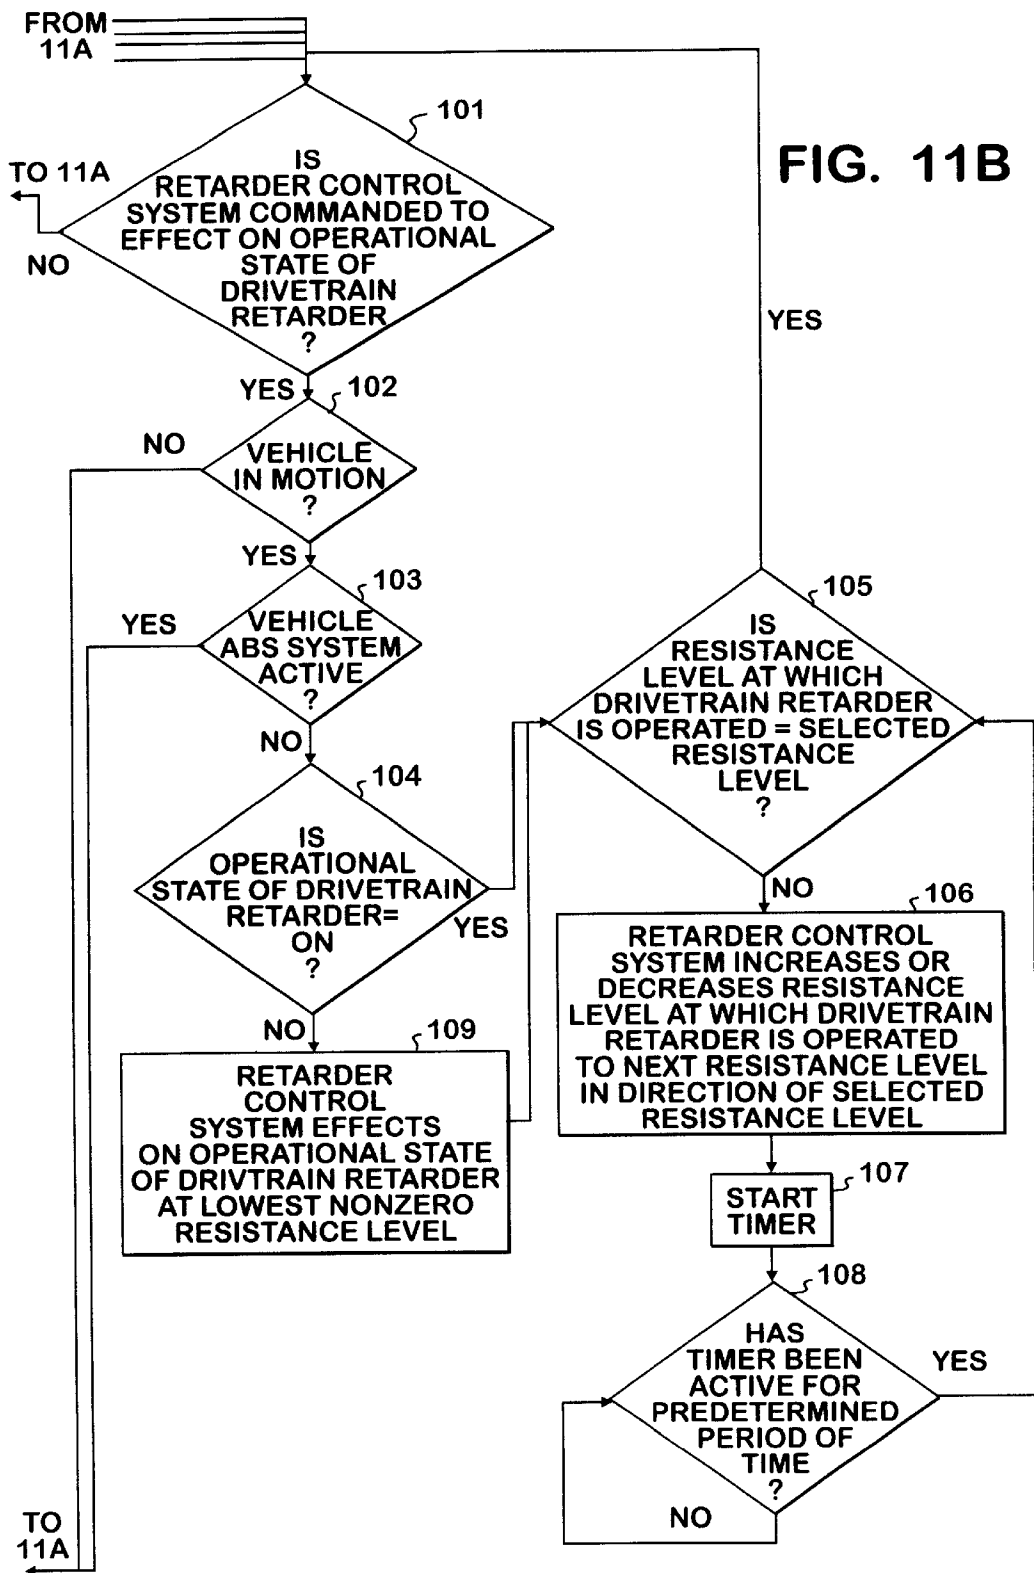 FROM
11A
101
FIG. 11B
TO 11A
IS
RETARDER CONTROL
SYSTEM COMMANDED TO
EFFECT ON OPERATIONAL
STATE OF
DRIVETRAIN
RETARDER
?
NO
YES
YES
102
NO
VEHICLE
IN MOTION
?
YES
103
YES
VEHICLE
ABS SYSTEM
ACTIVE
?
NO
104
IS
OPERATIONAL
STATE OF DRIVETRAIN
RETARDER=
ON
?
YES
NO
109
RETARDER
CONTROL
SYSTEM EFFECTS
ON OPERATIONAL STATE
OF DRIVTRAIN RETARDER
AT LOWEST NONZERO
RESISTANCE LEVEL
105
IS
RESISTANCE
LEVEL AT WHICH
DRIVETRAIN RETARDER
IS OPERATED = SELECTED
RESISTANCE
LEVEL
?
NO
106
RETARDER CONTROL
SYSTEM INCREASES OR
DECREASES RESISTANCE
LEVEL AT WHICH DRIVETRAIN
RETARDER IS OPERATED
TO NEXT RESISTANCE LEVEL
IN DIRECTION OF SELECTED
RESISTANCE LEVEL
107
START
TIMER
108
HAS
TIMER BEEN
ACTIVE FOR
PREDETERMINED
PERIOD OF
TIME
?
YES
NO
TO
11A